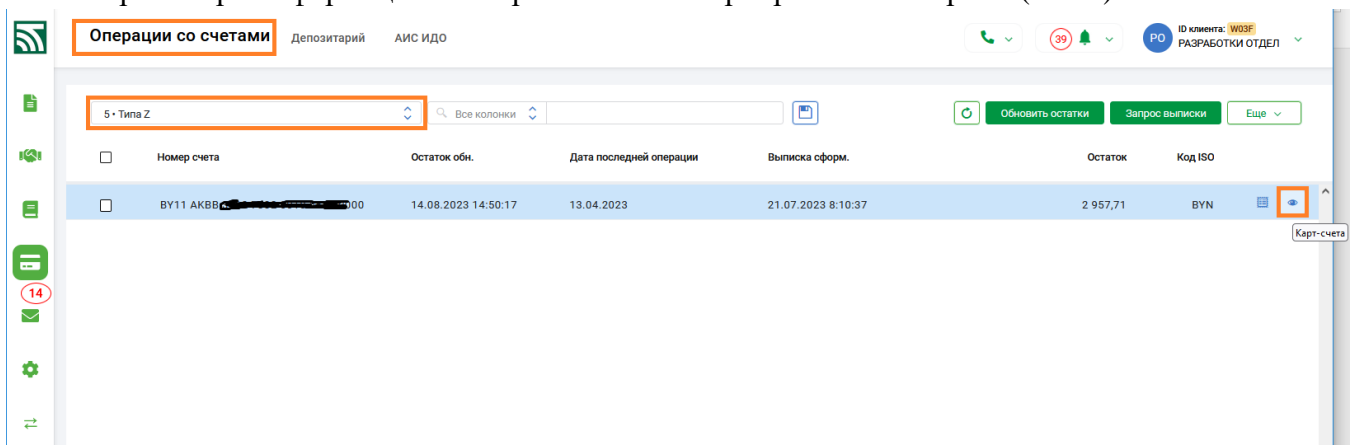 Операции со счетами Депозитарий АИС ИДО 39 РО ID клиента: W03F
РАЗРАБОТКИ ОТДЕЛ
5 • Типа Z Все колонки Обновить остатки Запрос выписки Еще
Номер счета Остаток обн. Дата последней операции Выписка сформ. Остаток Код ISO
BY11 AKBB 00 14.08.2023 14:50:17 13.04.2023 21.07.2023 8:10:37 2 957,71 BYN
Карт-счета
14